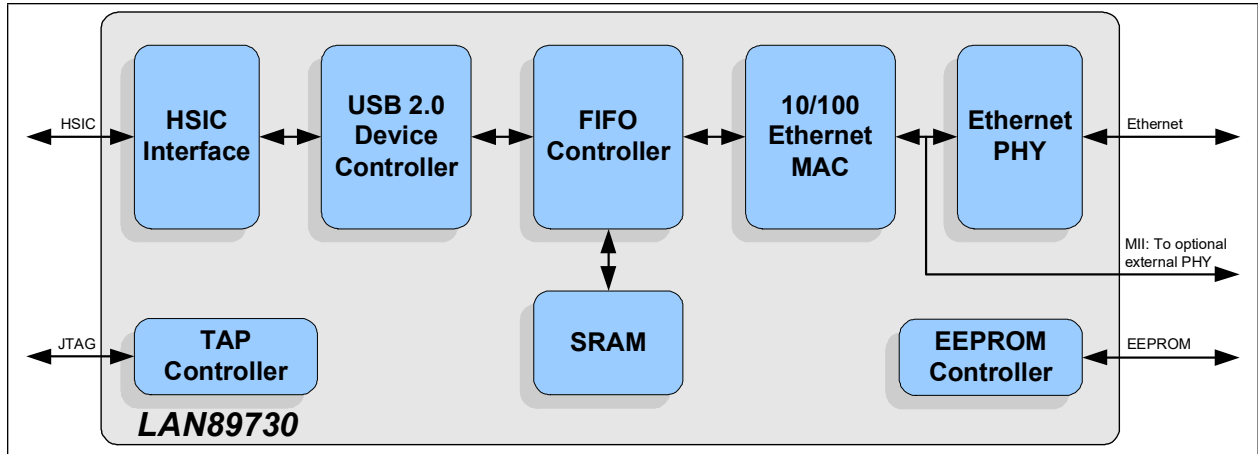 HSIC
HSIC
Interface
USB 2.0
Device
Controller
FIFO
Controller
10/100
Ethernet
MAC
Ethernet
PHY
Ethernet
MII: To optional
external PHY
SRAM
JTAG
TAP
Controller
EEPROM
Controller
EEPROM
LAN89730